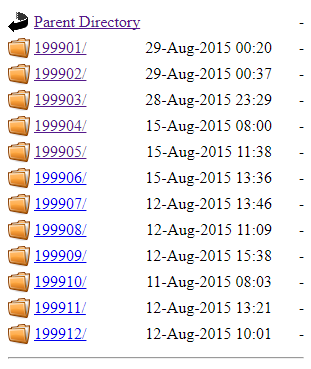 Parent Directory -
199901/ 29-Aug-2015 00:20 -
199902/ 29-Aug-2015 00:37 -
199903/ 28-Aug-2015 23:29 -
199904/ 15-Aug-2015 08:00 -
199905/ 15-Aug-2015 11:38 -
199906/ 15-Aug-2015 13:36 -
199907/ 12-Aug-2015 13:46 -
199908/ 12-Aug-2015 11:09 -
199909/ 12-Aug-2015 15:38 -
199910/ 11-Aug-2015 08:03 -
199911/ 12-Aug-2015 13:21 -
199912/ 12-Aug-2015 10:01 -